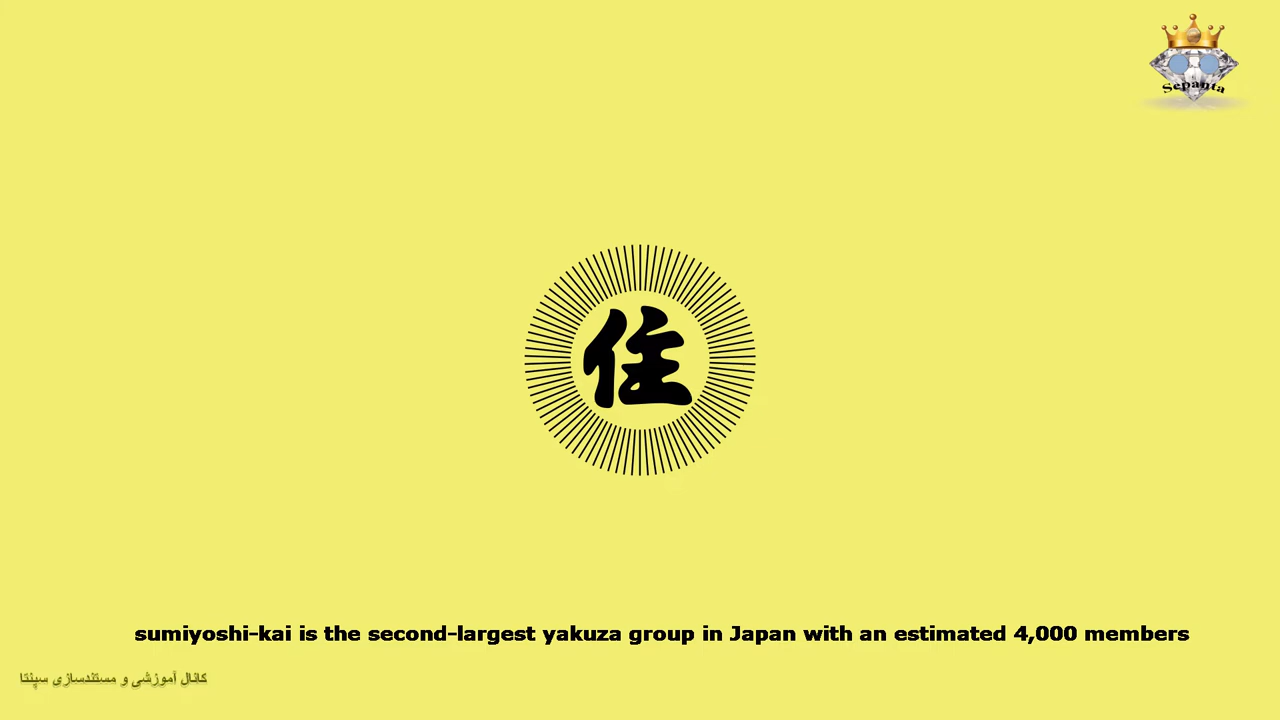 Sepanta
住
sumiyoshi-kai is the second-largest yakuza group in Japan with an estimated 4,000 members
کانال آموزشی و مستندسازی سپنتا